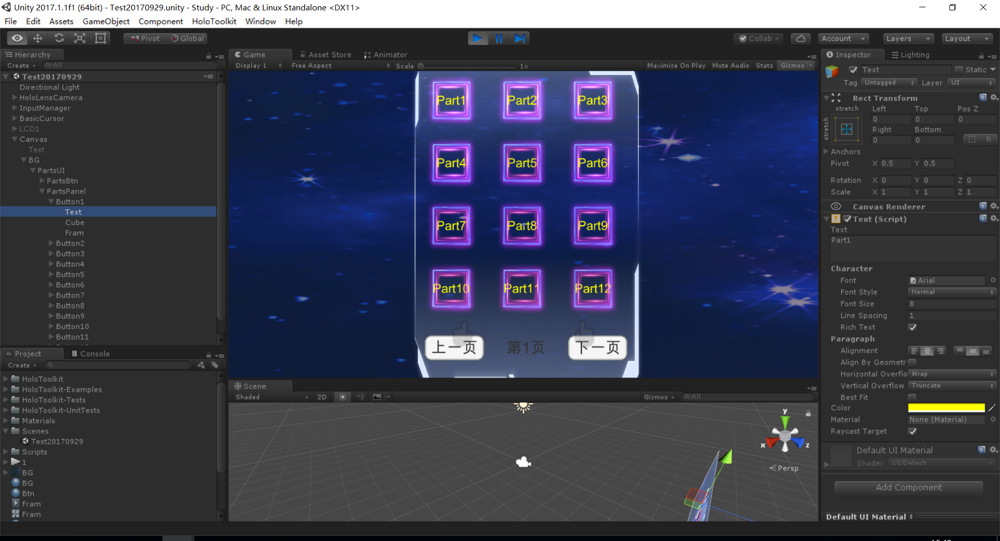 Unity 2017.1.1f1 (64bit) - Test20170929.unity - Study - PC, Mac & Linux Standalone <DX11>
File Edit Assets GameObject Component HoloToolkit Window Help
Pivot Global Collab Account Layers Layout
Hierarchy
Create All
Test20170929
Directional Light
HoloLensCamera
InputManager
BasicCursor
LCD1
Canvas
Test
BG
PartsUI
PartsBtn
PartsPanel
Button1
Text
Cube
Fram
Button2
Button3
Button4
Button5
Button6
Button7
Button8
Button9
Button10
Button11
Project Console
Create
HoloToolkit
HoloToolkit-Examples
HoloToolkit-Tests
HoloToolkit-UnitTests
Materials
Scenes
Test20170929
Scripts
1
BG
BG
Btn
Fram
Fram
Game Asset Store Animator
Display 1 Free Aspect Scale 1x Maximize On Play Mute Audio Stats Gizmos
Part1 Part2 Part3
Part4 Part5 Part6
Part7 Part8 Part9
Part10 Part11 Part12
上一页 第1页 下一页
Scene
Shaded 2D Gizmos All
y
x z
Persp
Inspector Lighting
Text Static
Tag Untagged Layer UI
Rect Transform
stretch Left Top Pos Z
stretch
0 0 0
Right Bottom
0 0 R
Anchors
Pivot X 0.5 Y 0.5
Rotation X 0 Y 0 Z 0
Scale X 1 Y 1 Z 1
Canvas Renderer
T Text (Script)
Text
Part1
Character
Font Arial
Font Style Normal
Font Size 8
Line Spacing 1
Rich Text
Paragraph
Alignment
Align By Geometr
Horizontal Overflo Wrap
Vertical Overflow Truncate
Best Fit
Color
Material None (Material)
Raycast Target
Default UI Material
Shader UI/Default
Add Component
Default UI Material